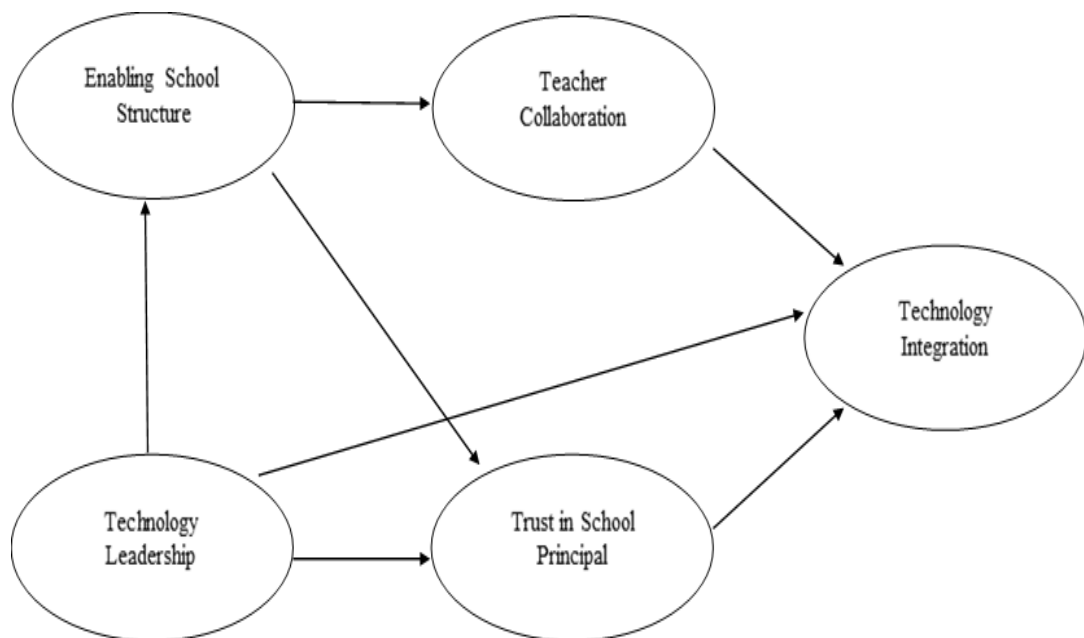 Enabling School
Structure
Teacher
Collaboration
Technology
Integration
Technology
Leadership
Trust in School
Principal